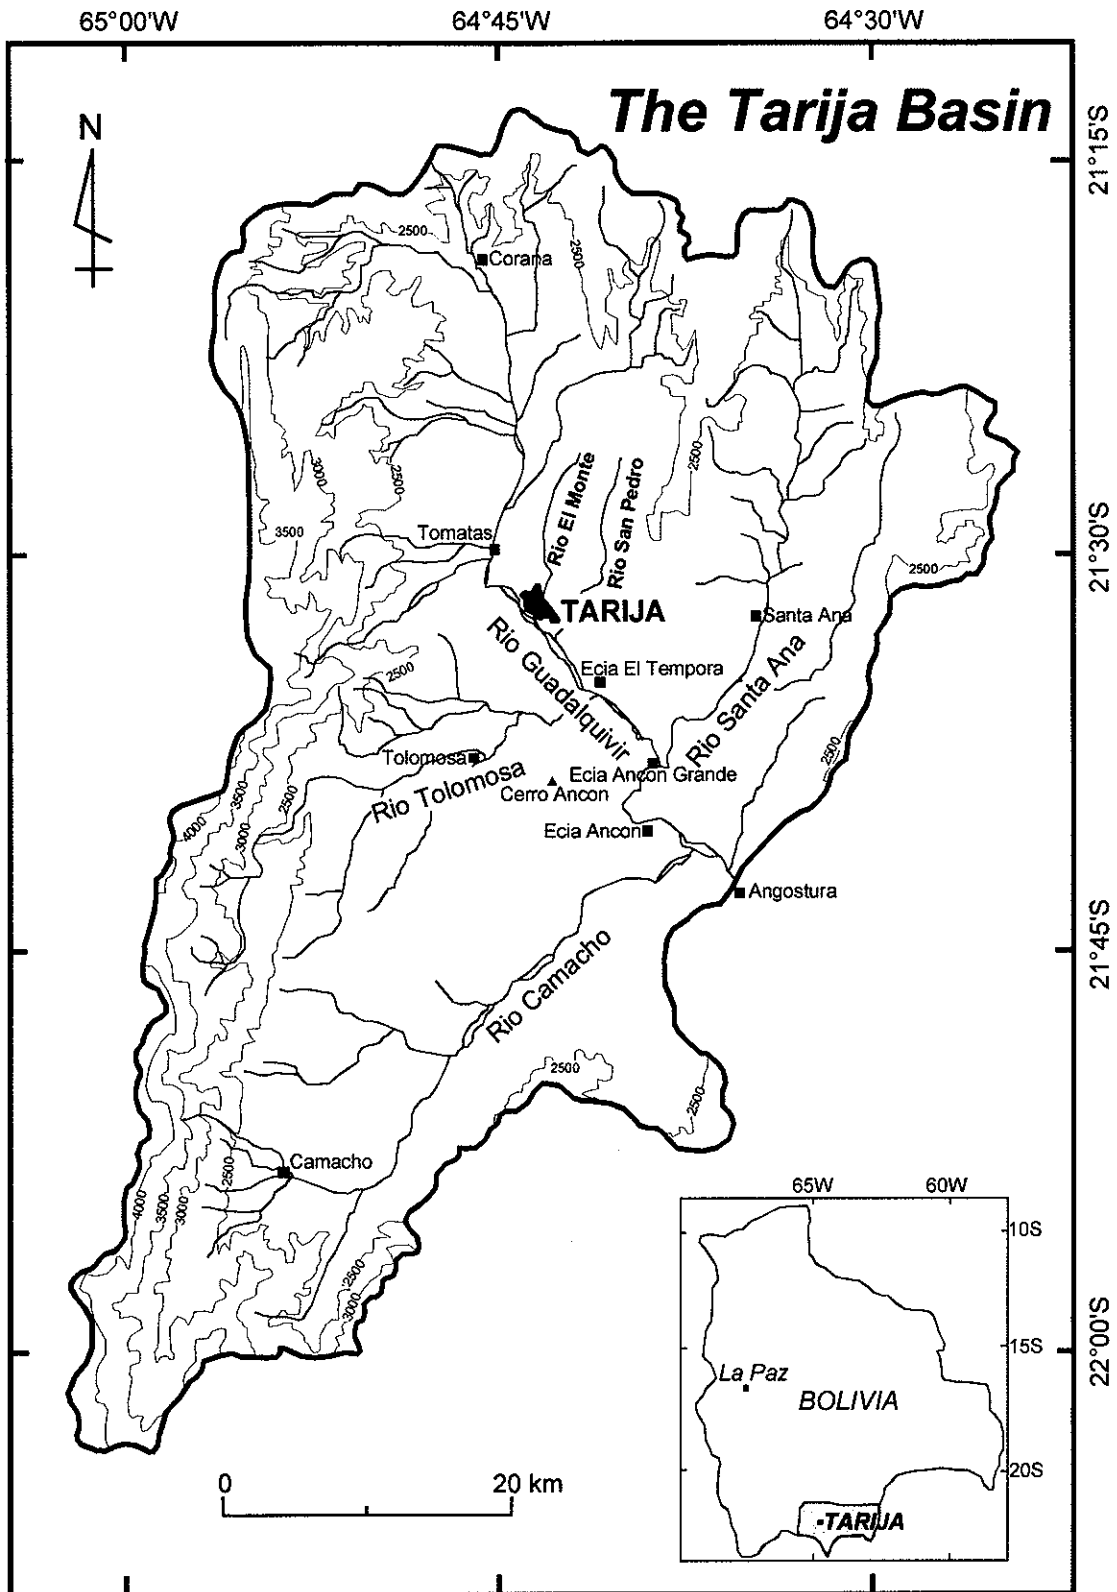 65°00'W
64°45'W
64°30'W
The Tarija Basin
N
21°15'S
2500
2500
Corana
2500
3000
2500
3500
Rio El Monte
Rio San Pedro
Tomatas
21°30'S
2500
TARIJA
Santa Ana
Rio Guadalquivir
Ecia El Tempora
Rio Santa Ana
2500
2500
Tolomosa
Rio Tolomosa
Ecia Ancon Grande
Cerro Ancon
4000
3500
3000
2500
Ecia Ancon
Angostura
21°45'S
2500
Rio Camacho
2500
2500
Camacho
4000
3500
3000
2500
2500
3000
22°00'S
65W
60W
10S
15S
20S
La Paz
BOLIVIA
TARIJA
0
20 km